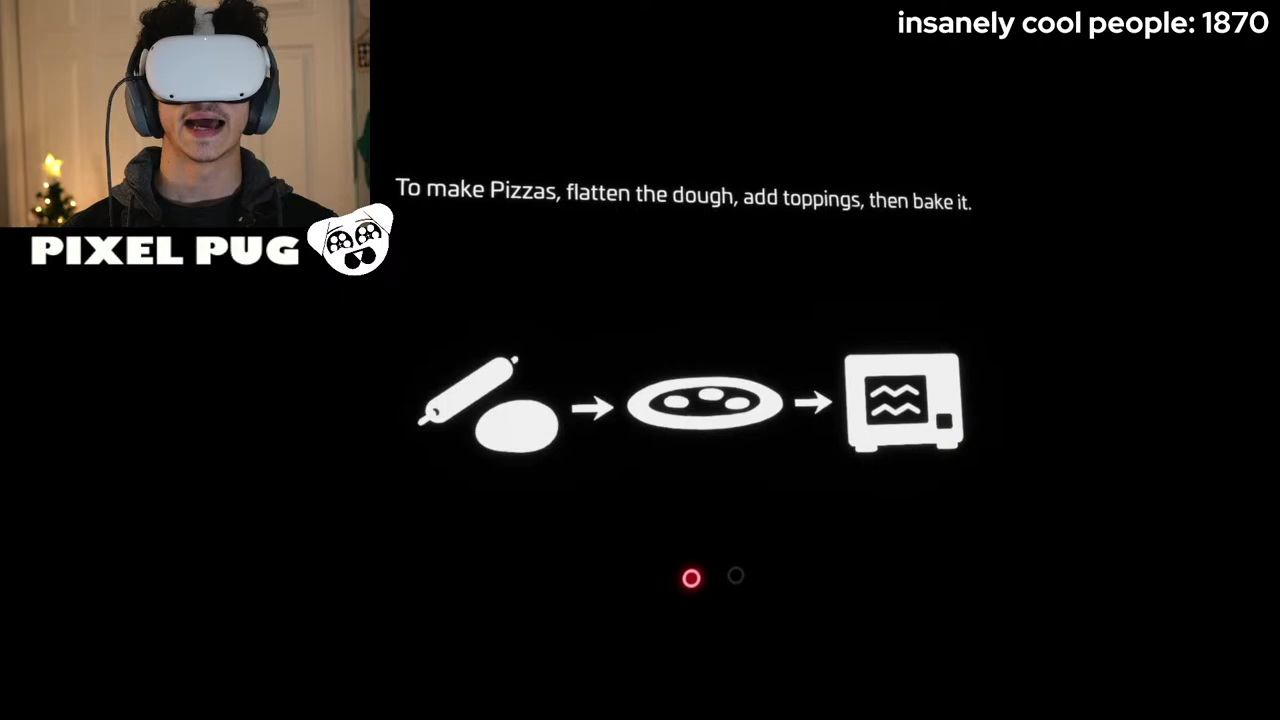 insanely cool people: 1870
To make Pizzas, flatten the dough, add toppings, then bake it.
PIXEL PUG